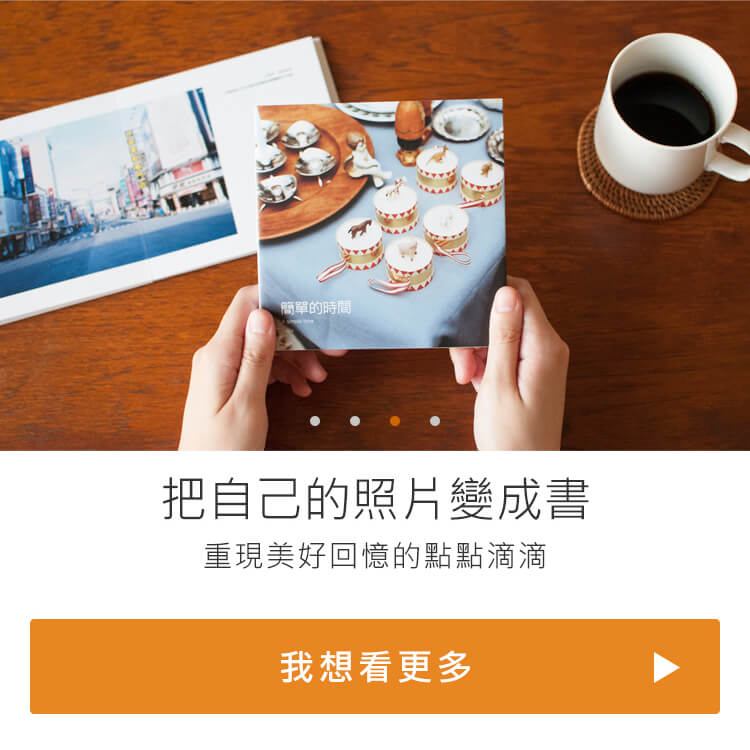 簡單的時間
把自己的照片變成書
重現美好回憶的點點滴滴
我想看更多